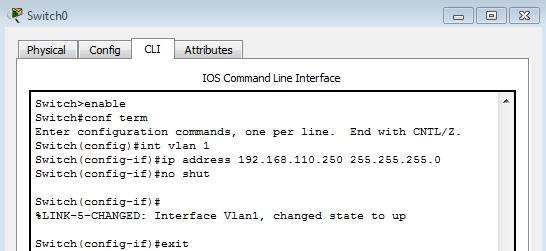 Switch0
Physical Config CLI Attributes
IOS Command Line Interface
Switch>enable
Switch#conf term
Enter configuration commands, one per line.  End with CNTL/Z.
Switch(config)#int vlan 1
Switch(config-if)#ip address 192.168.110.250 255.255.255.0
Switch(config-if)#no shut
Switch(config-if)#
%LINK-5-CHANGED: Interface Vlan1, changed state to up
Switch(config-if)#exit